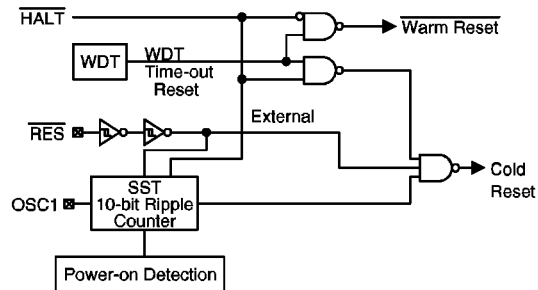 HALT
Warm Reset
WDT
WDT
Time-out
Reset
RES
External
SST
10-bit Ripple
Counter
OSC1
Cold
Reset
Power-on Detection